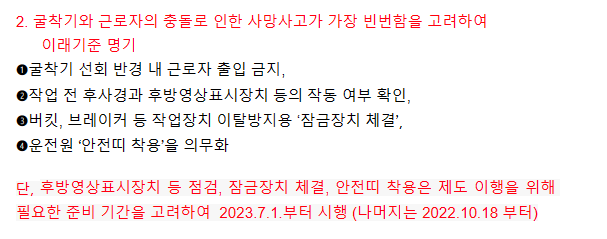 2. 굴착기와 근로자의 충돌로 인한 사망사고가 가장 빈번함을 고려하여
이래기준 명기
❶굴착기 선회 반경 내 근로자 출입 금지,
❷작업 전 후사경과 후방영상표시장치 등의 작동 여부 확인,
❸버킷, 브레이커 등 작업장치 이탈방지용 ‘잠금장치 체결’,
❹운전원 ‘안전띠 착용’을 의무화
단, 후방영상표시장치 등 점검, 잠금장치 체결, 안전띠 착용은 제도 이행을 위해
필요한 준비 기간을 고려하여 2023.7.1.부터 시행 (나머지는 2022.10.18 부터)